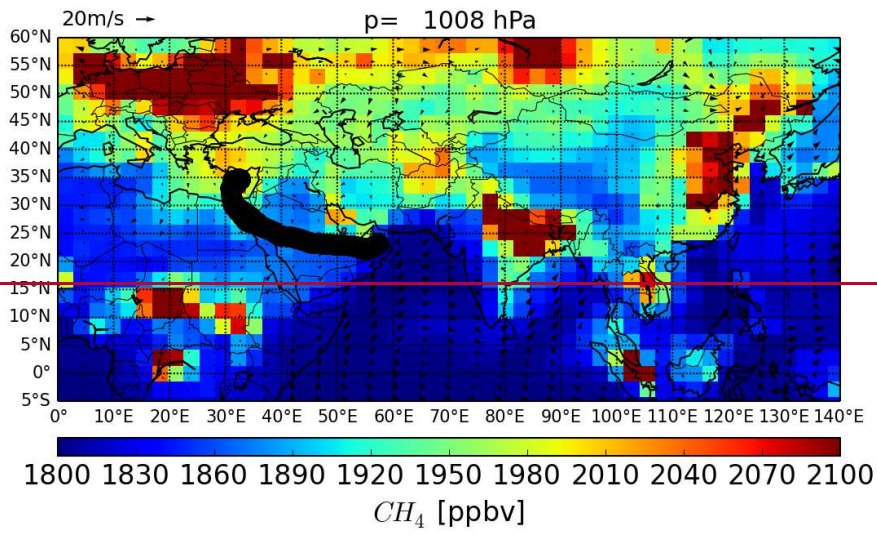 20m/s
p= 1008 hPa
60°N
55°N
50°N
45°N
40°N
35°N
30°N
25°N
20°N
15°N
10°N
5°N
0°
5°S
0° 10°E 20°E 30°E 40°E 50°E 60°E 70°E 80°E 90°E 100°E 110°E 120°E 130°E 140°E
1800 1830 1860 1890 1920 1950 1980 2010 2040 2070 2100
CH₄ [ppbv]